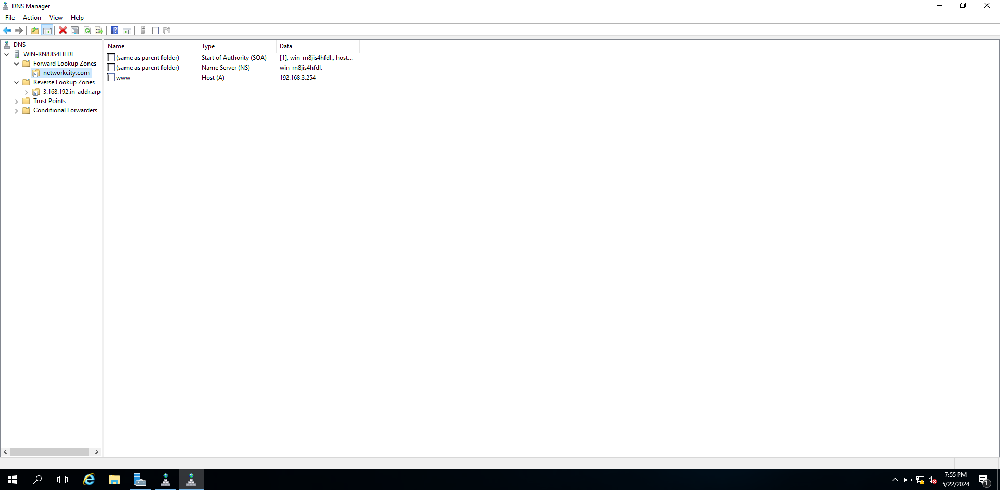 DNS Manager
File Action View Help
DNS
WIN-RN8JIS4HFDL
Forward Lookup Zones
networkcity.com
Reverse Lookup Zones
3.168.192.in-addr.arp
Trust Points
Conditional Forwarders
Name Type Data
(same as parent folder) Start of Authority (SOA) [1], win-rn8jis4hfdl., host...
(same as parent folder) Name Server (NS) win-rn8jis4hfdl.
www Host (A) 192.168.3.254
7:55 PM
5/22/2024
1